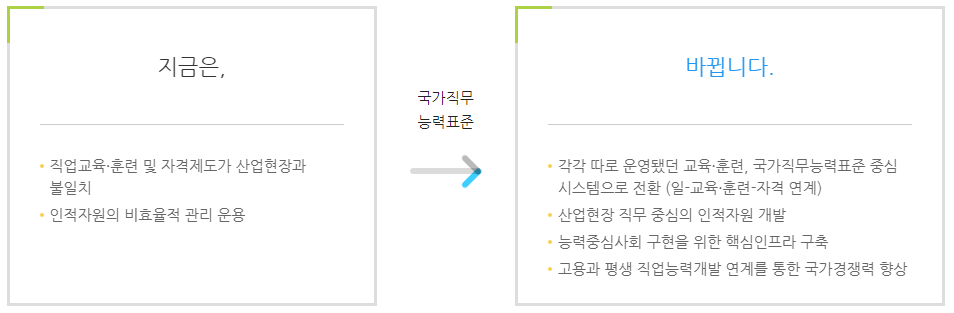 지금은,
직업교육·훈련 및 자격제도가 산업현장과
불일치
인적자원의 비효율적 관리 운용
국가직무
능력표준
바뀝니다.
각각 따로 운영됐던 교육·훈련, 국가직무능력표준 중심
시스템으로 전환 (일-교육·훈련-자격 연계)
산업현장 직무 중심의 인적자원 개발
능력중심사회 구현을 위한 핵심인프라 구축
고용과 평생 직업능력개발 연계를 통한 국가경쟁력 향상